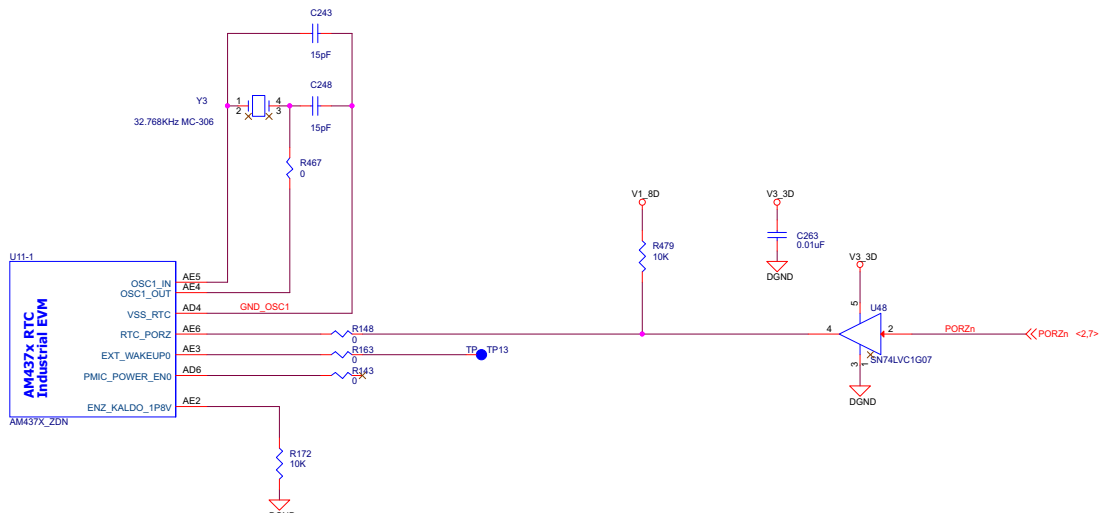 C243
15pF
C248
Y3
1
4
2
3
32.768KHz MC-306
15pF
R467
0
V1_8D
V3_3D
R479
10K
C263
0.01uF
DGND
V3_3D
U11-1
AM437x RTC
Industrial EVM
OSC1_IN
AE5
OSC1_OUT
AE4
VSS_RTC
AD4
GND_OSC1
RTC_PORZ
AE6
R148
0
EXT_WAKEUP0
AE3
R163
0
TP
TP13
PMIC_POWER_EN0
AD6
R143
0
ENZ_KALDO_1P8V
AE2
AM437X_ZDN
5
U48
4
2
PORZn
PORZn <2,7>
3
1
SN74LVC1G07
DGND
R172
10K
DGND